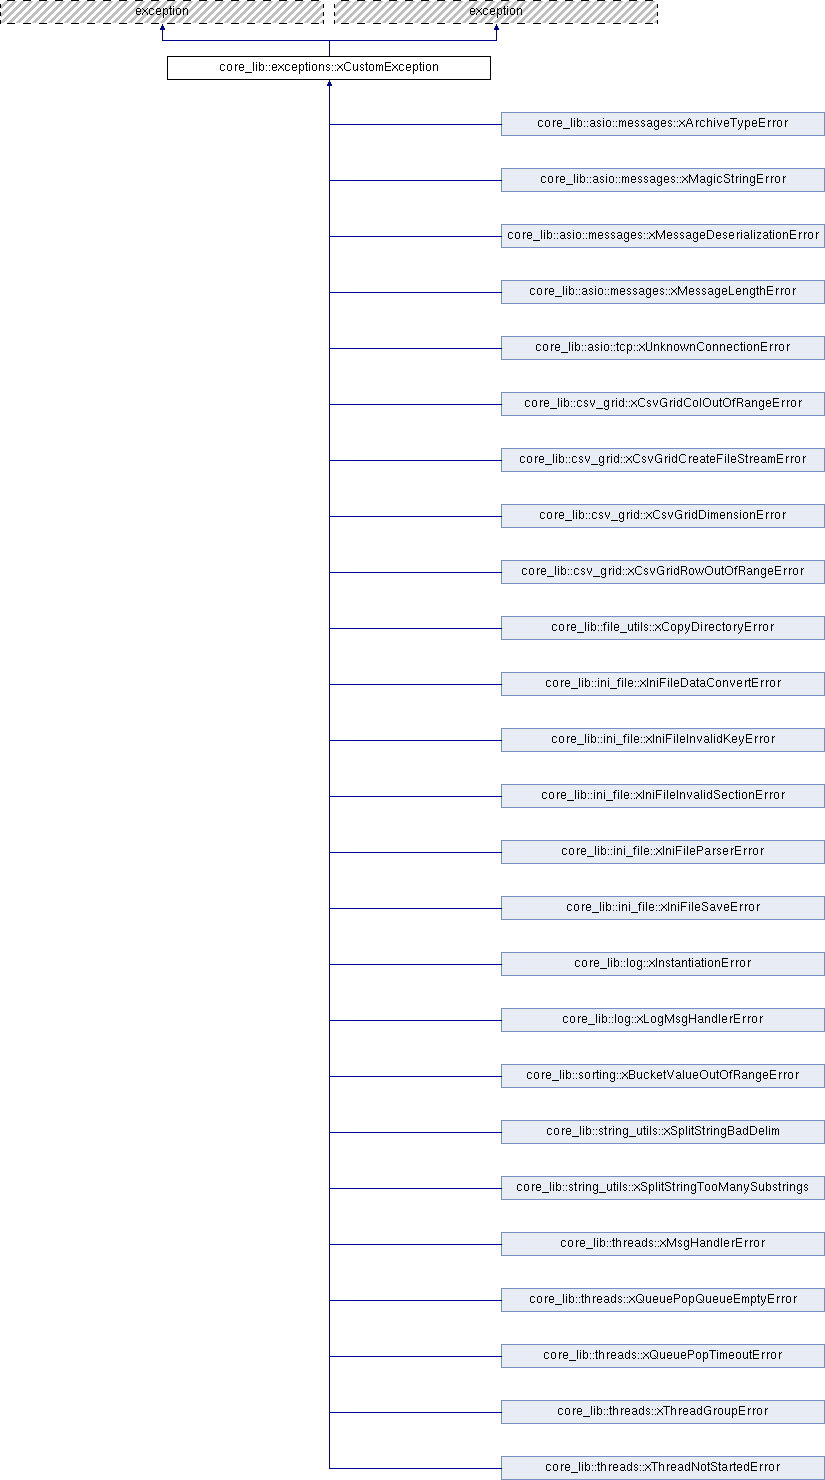 exception
exception
core_lib::exceptions::xCustomException
core_lib::asio::messages::xArchiveTypeError
core_lib::asio::messages::xMagicStringError
core_lib::asio::messages::xMessageDeserializationError
core_lib::asio::messages::xMessageLengthError
core_lib::asio::tcp::xUnknownConnectionError
core_lib::csv_grid::xCsvGridColOutOfRangeError
core_lib::csv_grid::xCsvGridCreateFileStreamError
core_lib::csv_grid::xCsvGridDimensionError
core_lib::csv_grid::xCsvGridRowOutOfRangeError
core_lib::file_utils::xCopyDirectoryError
core_lib::ini_file::xIniFileDataConvertError
core_lib::ini_file::xIniFileInvalidKeyError
core_lib::ini_file::xIniFileInvalidSectionError
core_lib::ini_file::xIniFileParserError
core_lib::ini_file::xIniFileSaveError
core_lib::log::xInstantiationError
core_lib::log::xLogMsgHandlerError
core_lib::sorting::xBucketValueOutOfRangeError
core_lib::string_utils::xSplitStringBadDelim
core_lib::string_utils::xSplitStringTooManySubstrings
core_lib::threads::xMsgHandlerError
core_lib::threads::xQueuePopQueueEmptyError
core_lib::threads::xQueuePopTimeoutError
core_lib::threads::xThreadGroupError
core_lib::threads::xThreadNotStartedError